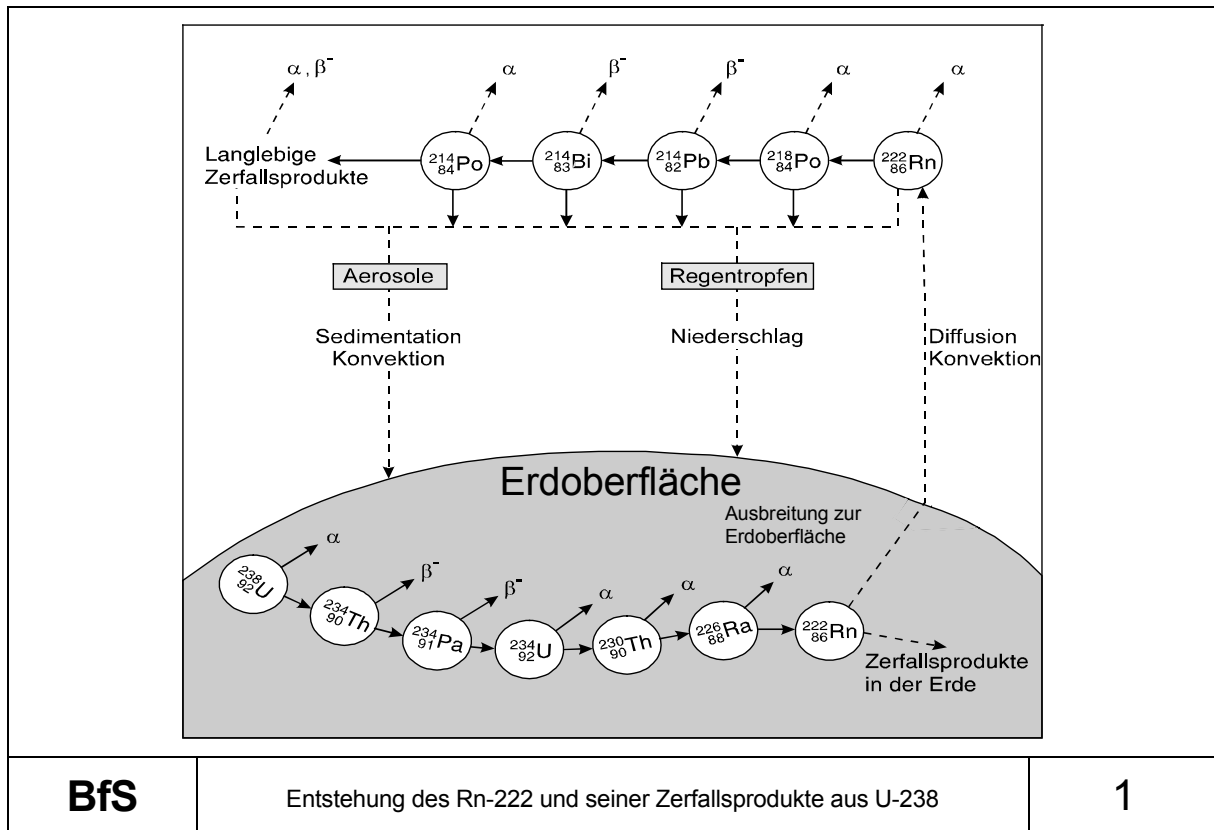 α , β⁻
α
β⁻
β⁻
α
α
Langlebige
Zerfallsprodukte
²¹⁴₈₄Po
²¹⁴₈₃Bi
²¹⁴₈₂Pb
²¹⁸₈₄Po
²²²₈₆Rn
Aerosole
Regentropfen
Sedimentation
Konvektion
Niederschlag
Diffusion
Konvektion
Erdoberfläche
Ausbreitung zur
Erdoberfläche
α
β⁻
β⁻
α
α
α
²³⁸₉₂U
²³⁴₉₀Th
²³⁴₉₁Pa
²³⁴₉₂U
²³⁰₉₀Th
²²⁶₈₈Ra
²²²₈₆Rn
Zerfallsprodukte
in der Erde
BfS
Entstehung des Rn-222 und seiner Zerfallsprodukte aus U-238
1